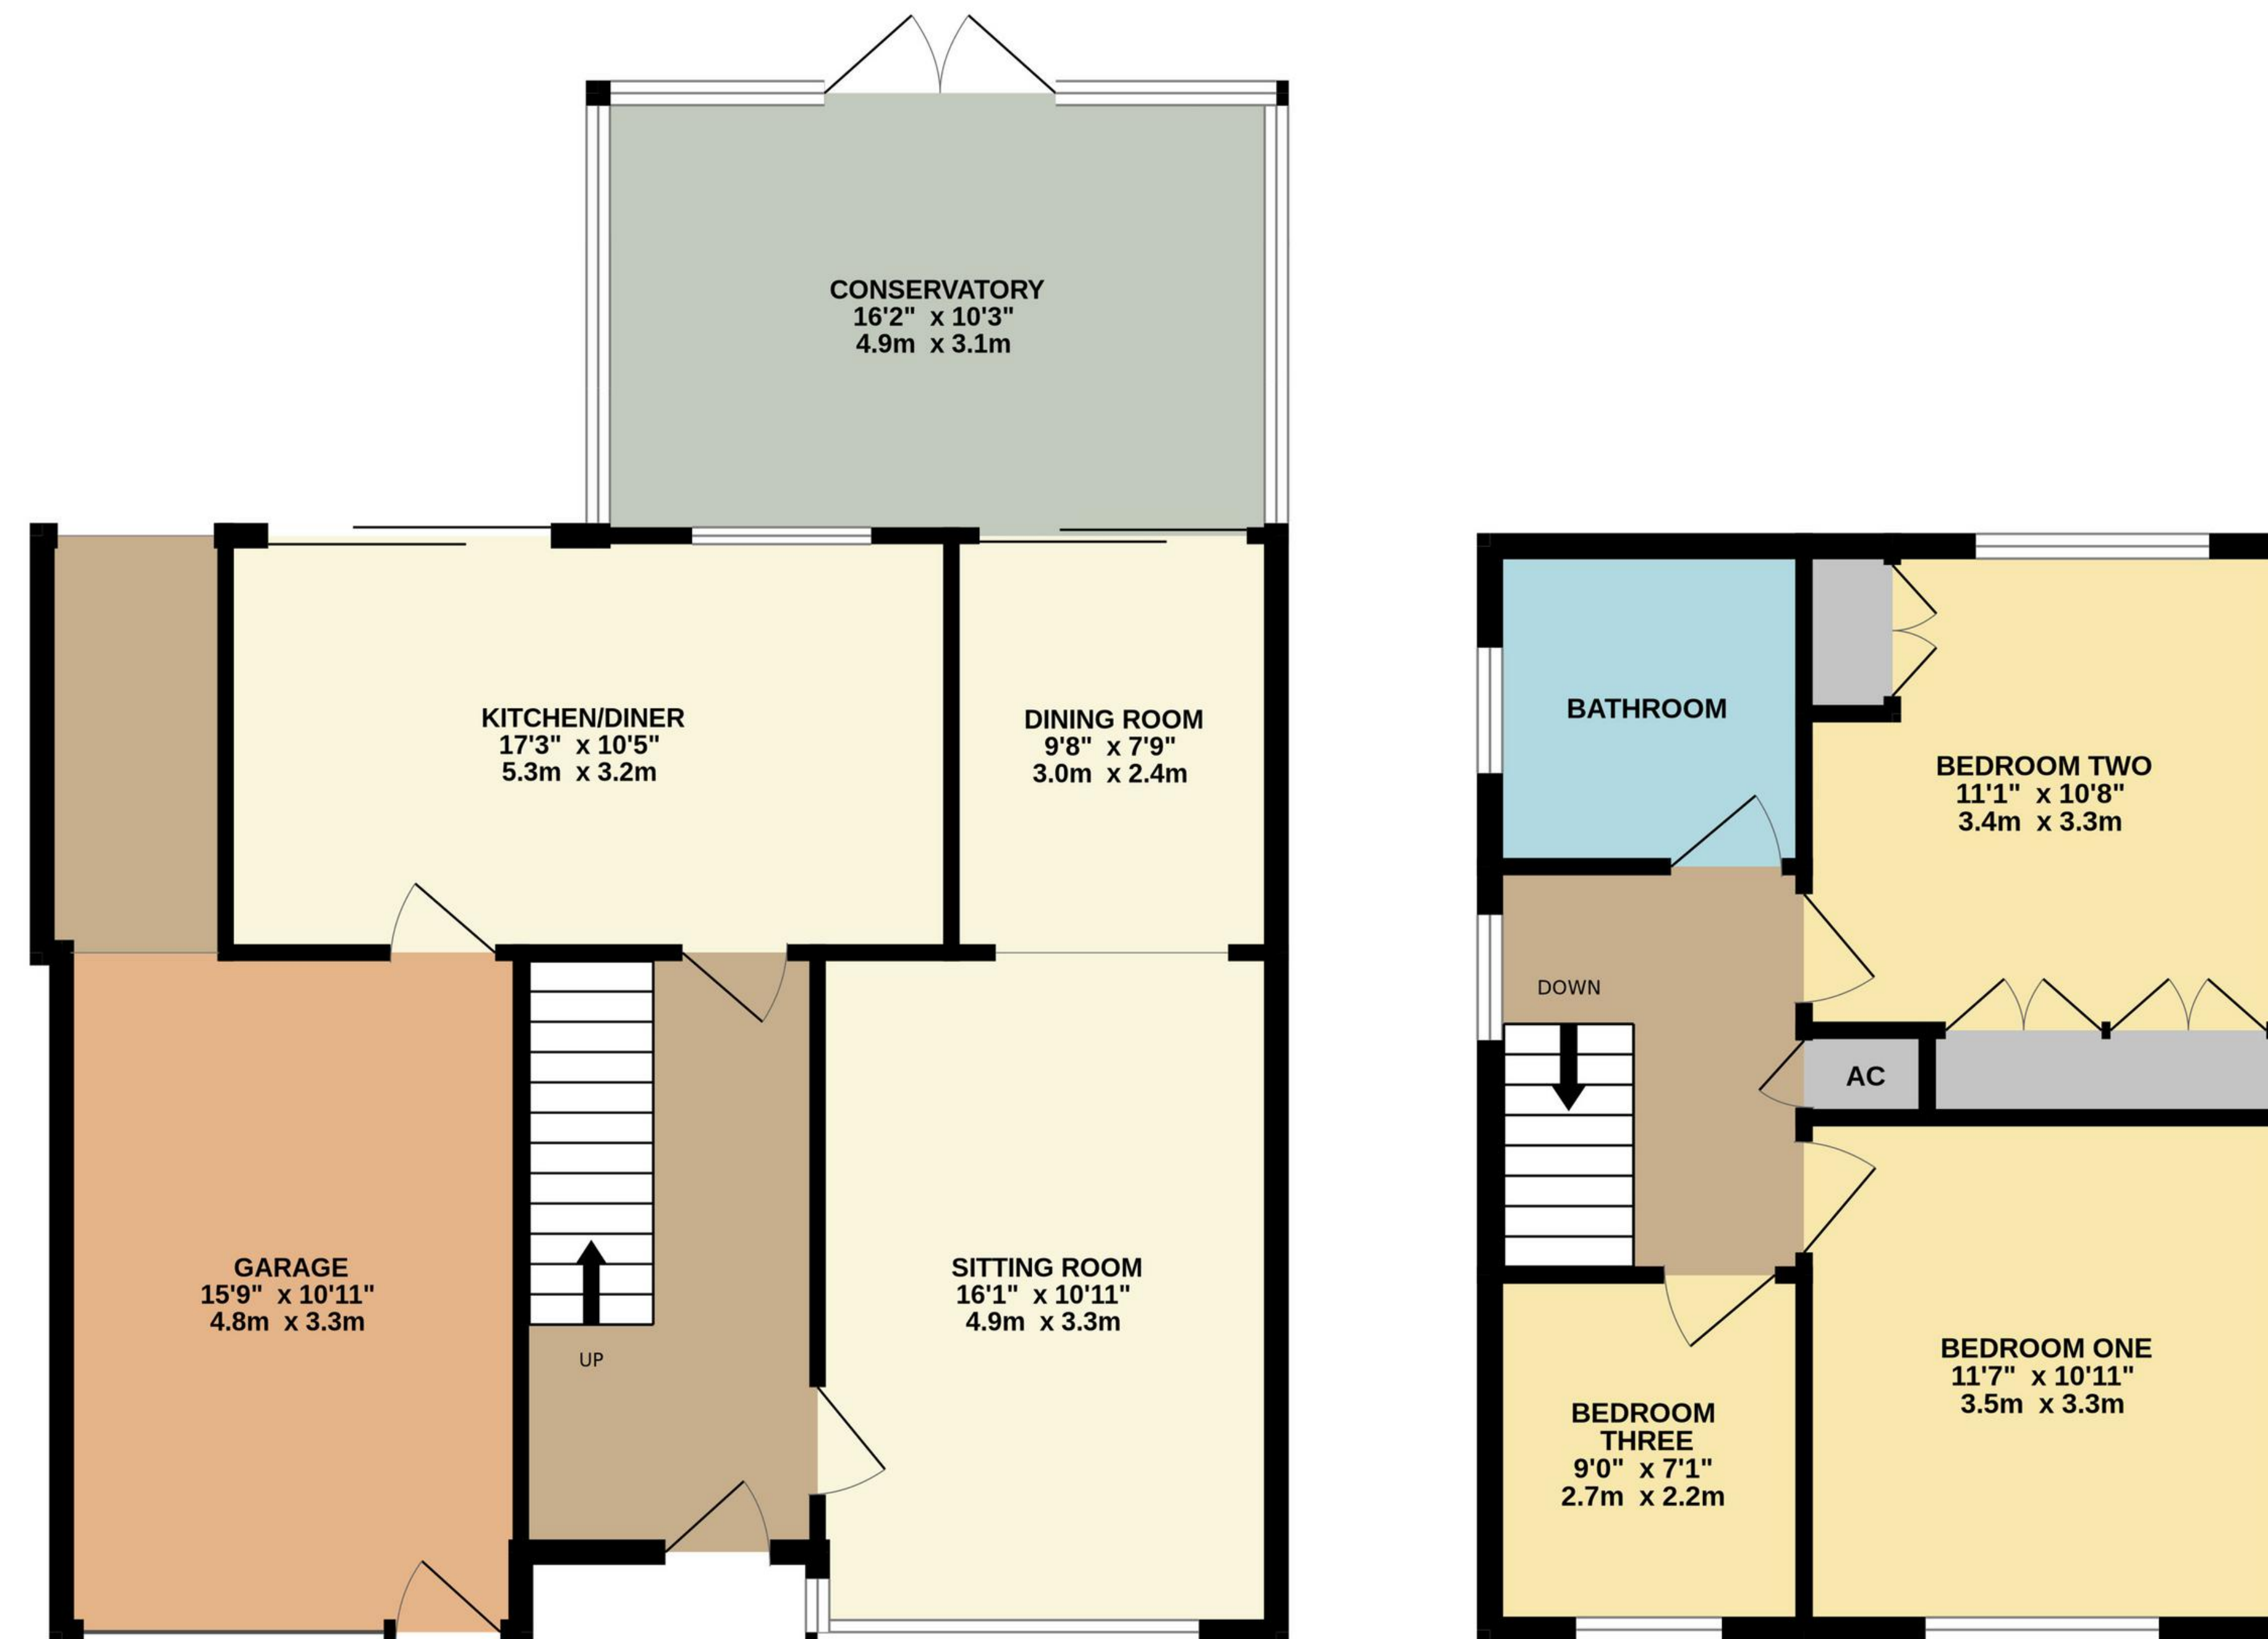 CONSERVATORY
16'2" x 10'3"
4.9m x 3.1m
KITCHEN/DINER
17'3" x 10'5"
5.3m x 3.2m
DINING ROOM
9'8" x 7'9"
3.0m x 2.4m
GARAGE
15'9" x 10'11"
4.8m x 3.3m
UP
SITTING ROOM
16'1" x 10'11"
4.9m x 3.3m
BATHROOM
BEDROOM TWO
11'1" x 10'8"
3.4m x 3.3m
DOWN
AC
BEDROOM ONE
11'7" x 10'11"
3.5m x 3.3m
BEDROOM
THREE
9'0" x 7'1"
2.7m x 2.2m